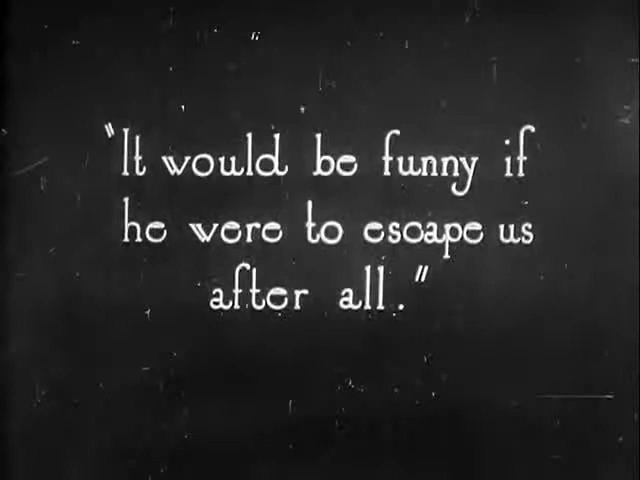 "It would be funny if
he were to escape us
after all."